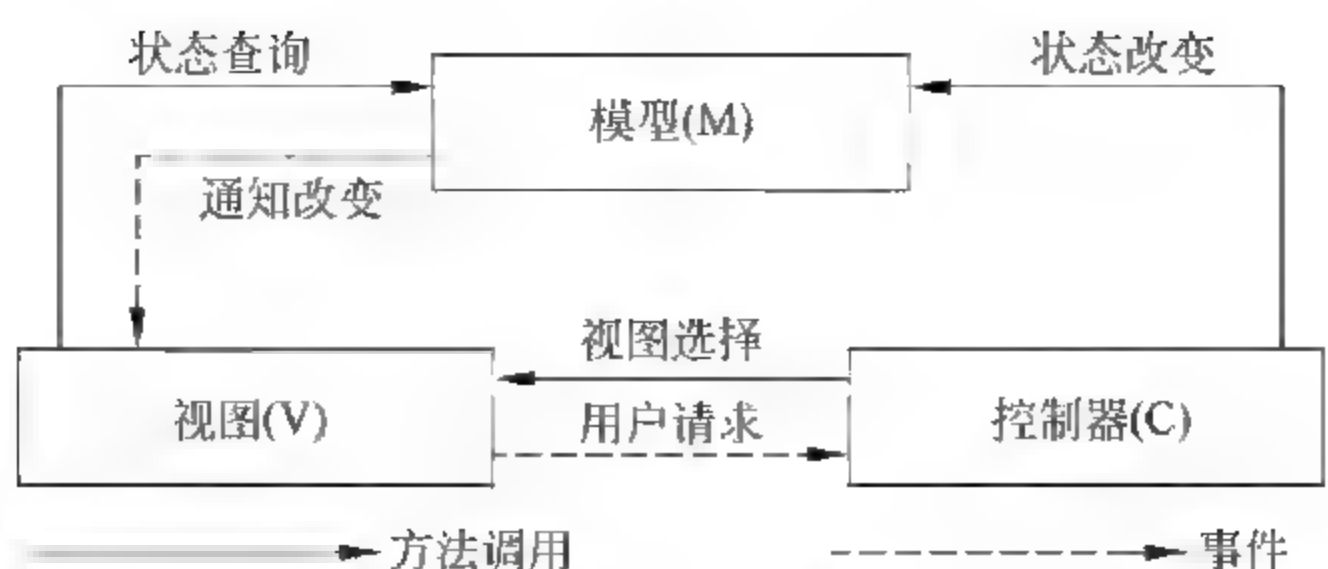 状态查询
状态改变
模型(M)
通知改变
视图选择
视图(V)
用户请求
控制器(C)
方法调用
事件